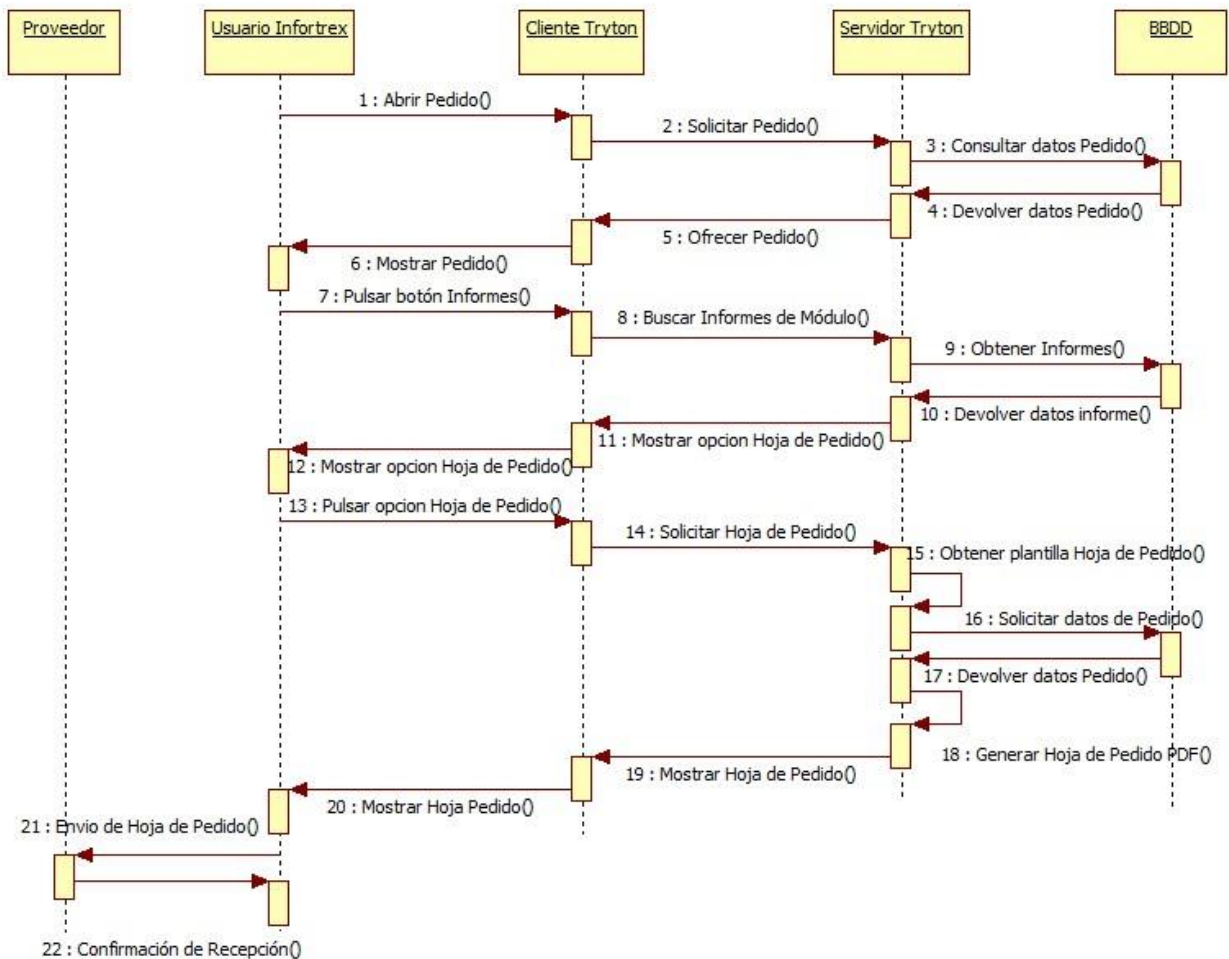 Proveedor
Usuario Infortrex
Cliente Tryton
Servidor Tryton
BBDD
1 : Abrir Pedido()
2 : Solicitar Pedido()
3 : Consultar datos Pedido()
4 : Devolver datos Pedido()
5 : Ofrecer Pedido()
6 : Mostrar Pedido()
7 : Pulsar botón Informes()
8 : Buscar Informes de Módulo()
9 : Obtener Informes()
10 : Devolver datos informe()
11 : Mostrar opcion Hoja de Pedido()
12 : Mostrar opcion Hoja de Pedido()
13 : Pulsar opcion Hoja de Pedido()
14 : Solicitar Hoja de Pedido()
15 : Obtener plantilla Hoja de Pedido()
16 : Solicitar datos de Pedido()
17 : Devolver datos Pedido()
18 : Generar Hoja de Pedido PDF()
19 : Mostrar Hoja de Pedido()
20 : Mostrar Hoja Pedido()
21 : Envio de Hoja de Pedido()
22 : Confirmación de Recepción()